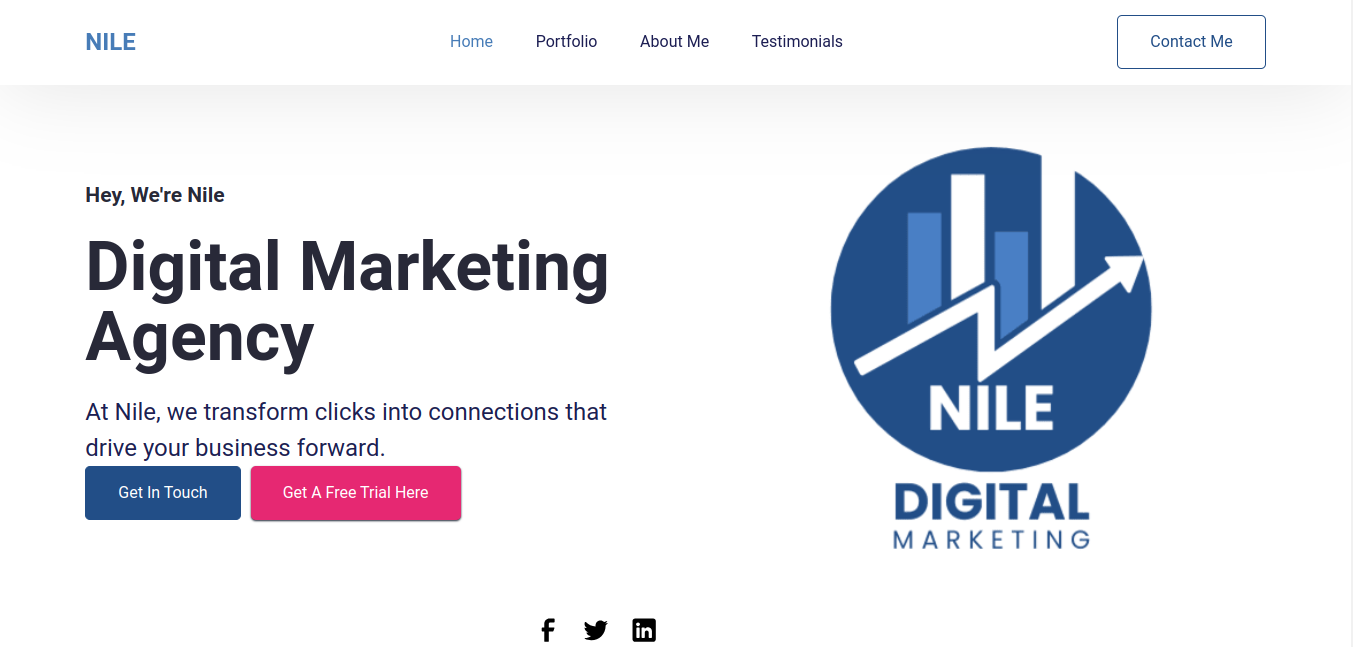 NILE
Home
Portfolio
About Me
Testimonials
Contact Me
Hey, We're Nile
Digital Marketing
Agency
At Nile, we transform clicks into connections that
drive your business forward.
Get In Touch
Get A Free Trial Here
NILE
DIGITAL
MARKETING